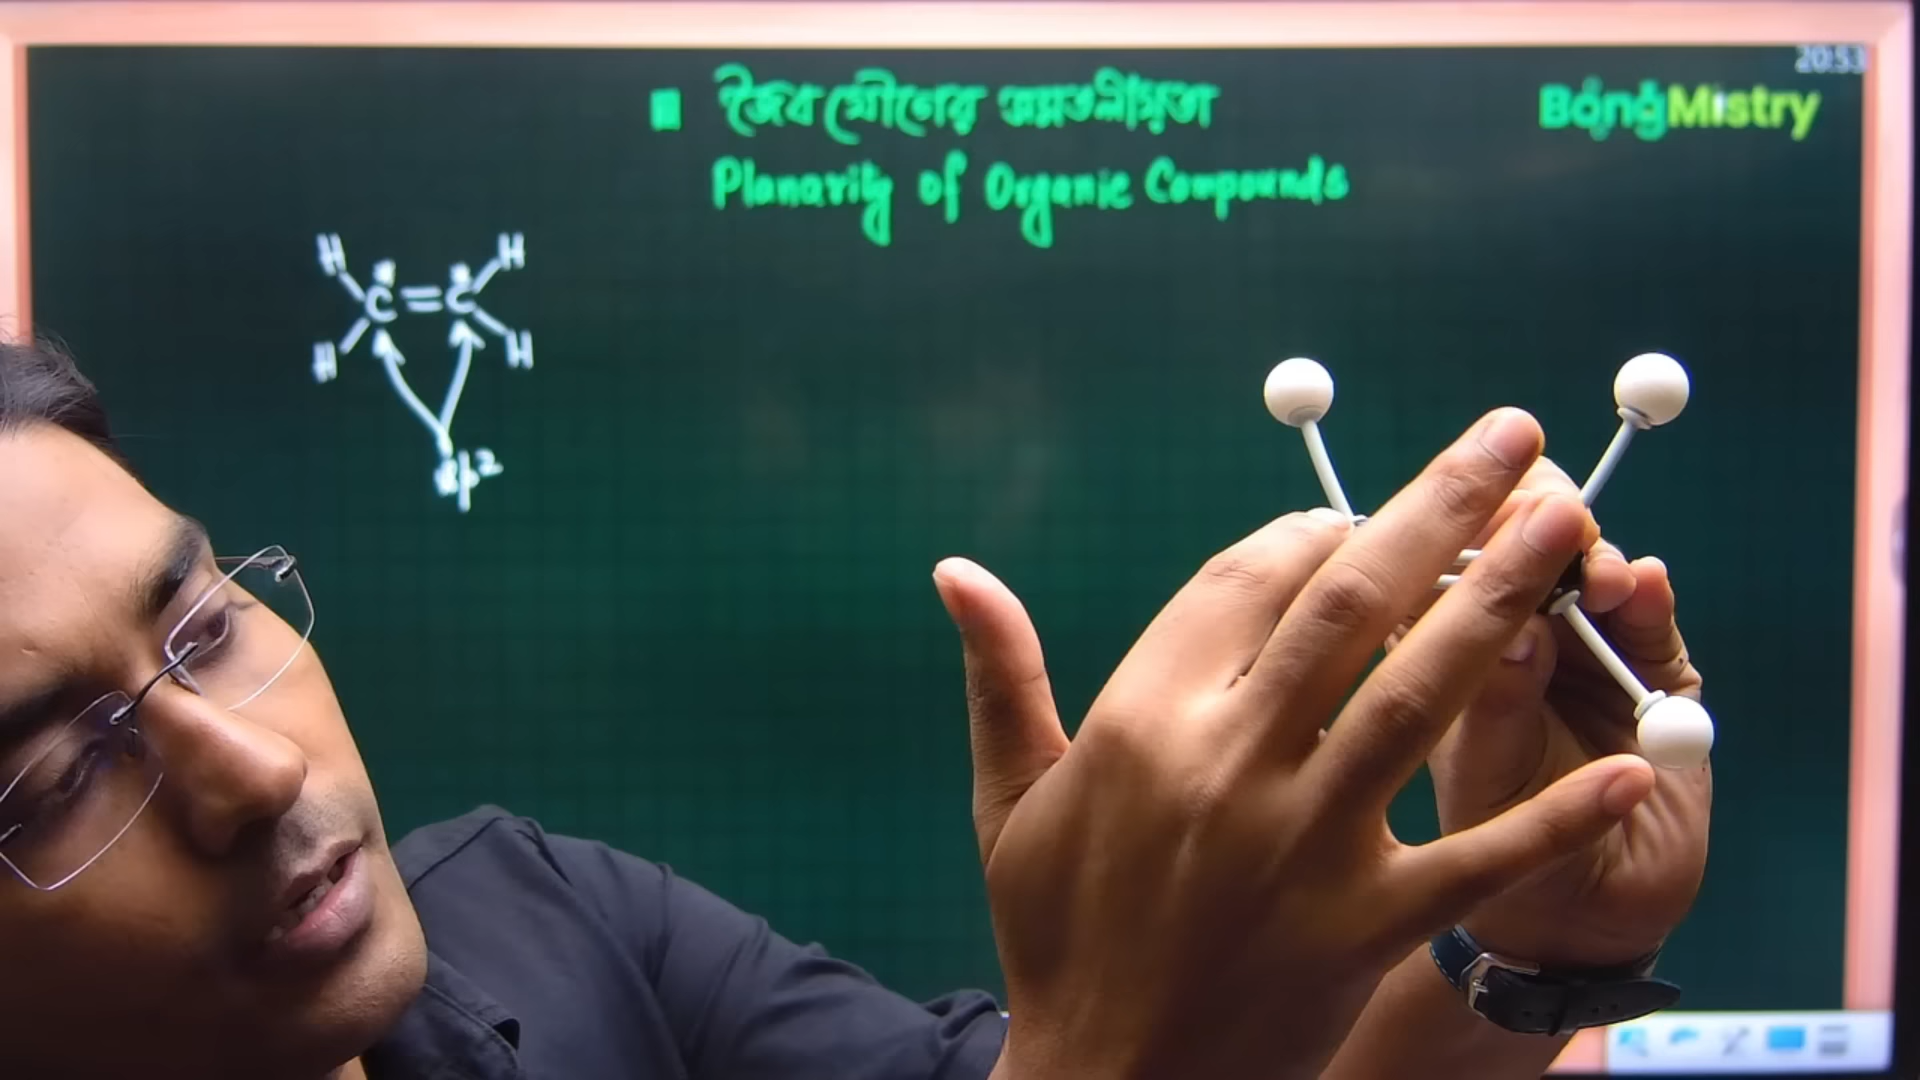 20:53
■ জৈব যৌগের সমতলীয়তা
BongMistry
Planarity of Organic Compounds
H H
C = C
H H
sp²